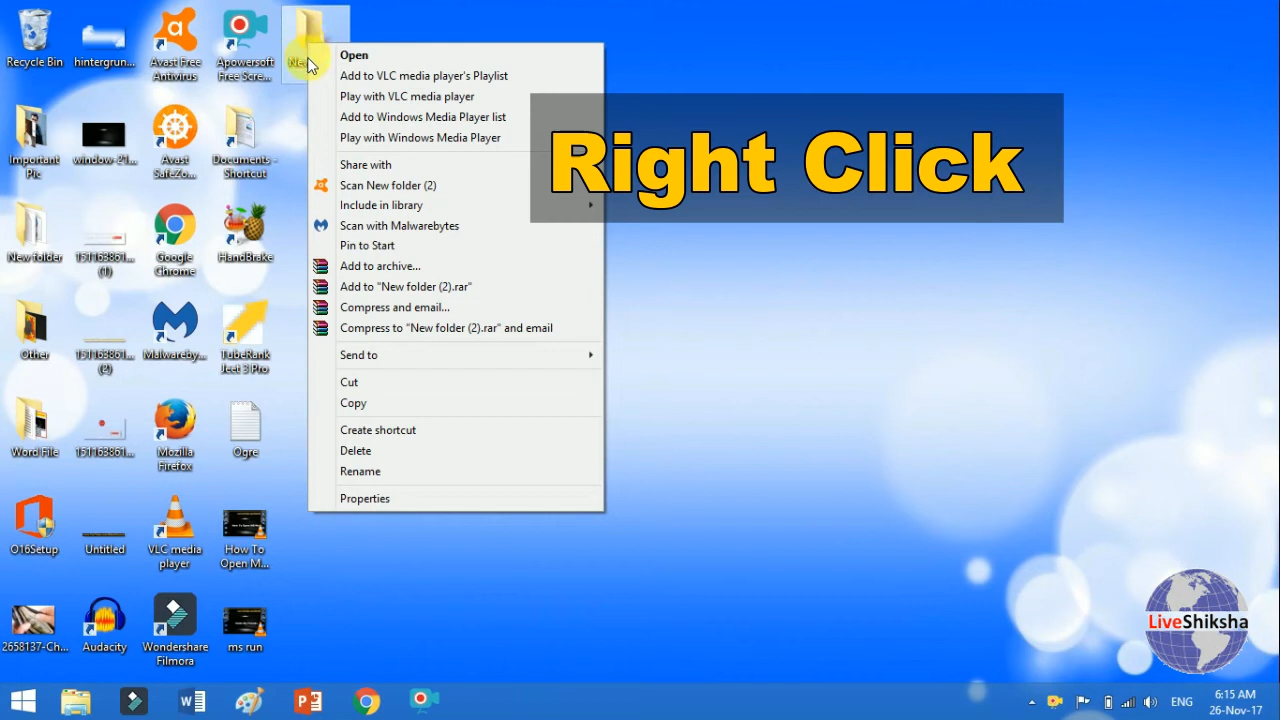 Recycle Bin
hintergrun...
Avast Free
Antivirus
Apowersoft
Free Scre...
Important
Pic
window-21...
Avast
SafeZo...
Documents -
Shortcut
New folder
151163861...
(1)
Google
Chrome
HandBrake
Other
151163861...
(2)
Malwareby...
TubeRank
Jeet 3 Pro
Word File
151163861...
Mozilla
Firefox
Ogre
O16Setup
Untitled
VLC media
player
How To
Open M...
2658137-Ch...
Audacity
Wondershare
Filmora
ms run
Open
Add to VLC media player's Playlist
Play with VLC media player
Add to Windows Media Player list
Play with Windows Media Player
Share with
Scan New folder (2)
Include in library
Scan with Malwarebytes
Pin to Start
Add to archive...
Add to "New folder (2).rar"
Compress and email...
Compress to "New folder (2).rar" and email
Send to
Cut
Copy
Create shortcut
Delete
Rename
Properties
Right Click
LiveShiksha
ENG
6:15 AM
26-Nov-17